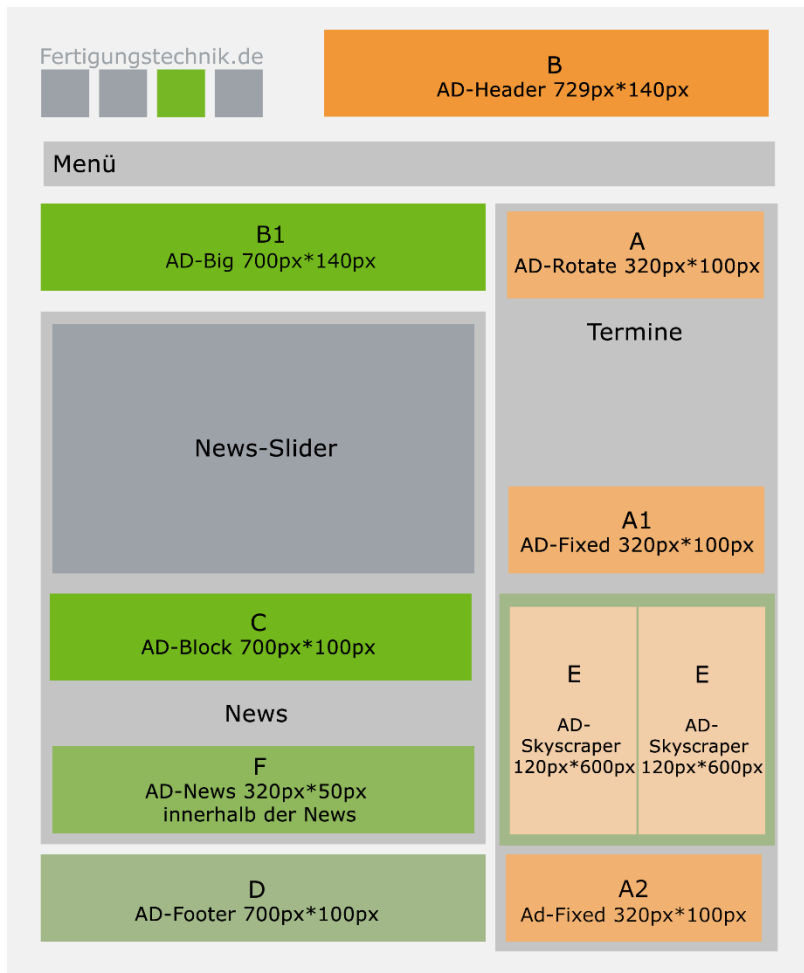 Fertigungstechnik.de
B
AD-Header 729px*140px
Menü
B1
AD-Big 700px*140px
A
AD-Rotate 320px*100px
Termine
News-Slider
A1
AD-Fixed 320px*100px
C
AD-Block 700px*100px
News
F
AD-News 320px*50px
innerhalb der News
E
AD-
Skyscraper
120px*600px
E
AD-
Skyscraper
120px*600px
D
AD-Footer 700px*100px
A2
Ad-Fixed 320px*100px